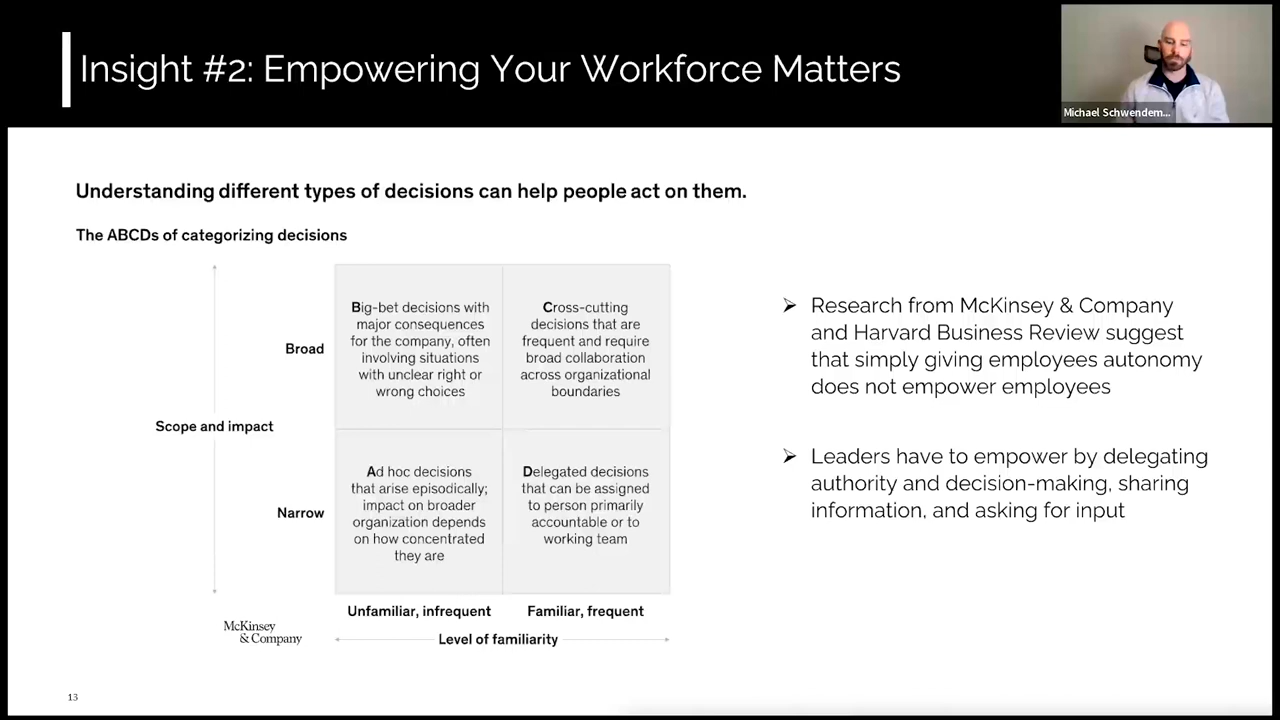 Insight #2: Empowering Your Workforce Matters
Michael Schwendem...
Understanding different types of decisions can help people act on them.
The ABCDs of categorizing decisions
Scope and impact
Broad
Big-bet decisions with
major consequences
for the company, often
involving situations
with unclear right or
wrong choices
Cross-cutting
decisions that are
frequent and require
broad collaboration
across organizational
boundaries
Narrow
Ad hoc decisions
that arise episodically;
impact on broader
organization depends
on how concentrated
they are
Delegated decisions
that can be assigned
to person primarily
accountable or to
working team
Unfamiliar, infrequent
Familiar, frequent
Level of familiarity
McKinsey
& Company
➢ Research from McKinsey & Company
and Harvard Business Review suggest
that simply giving employees autonomy
does not empower employees
➢ Leaders have to empower by delegating
authority and decision-making, sharing
information, and asking for input
13